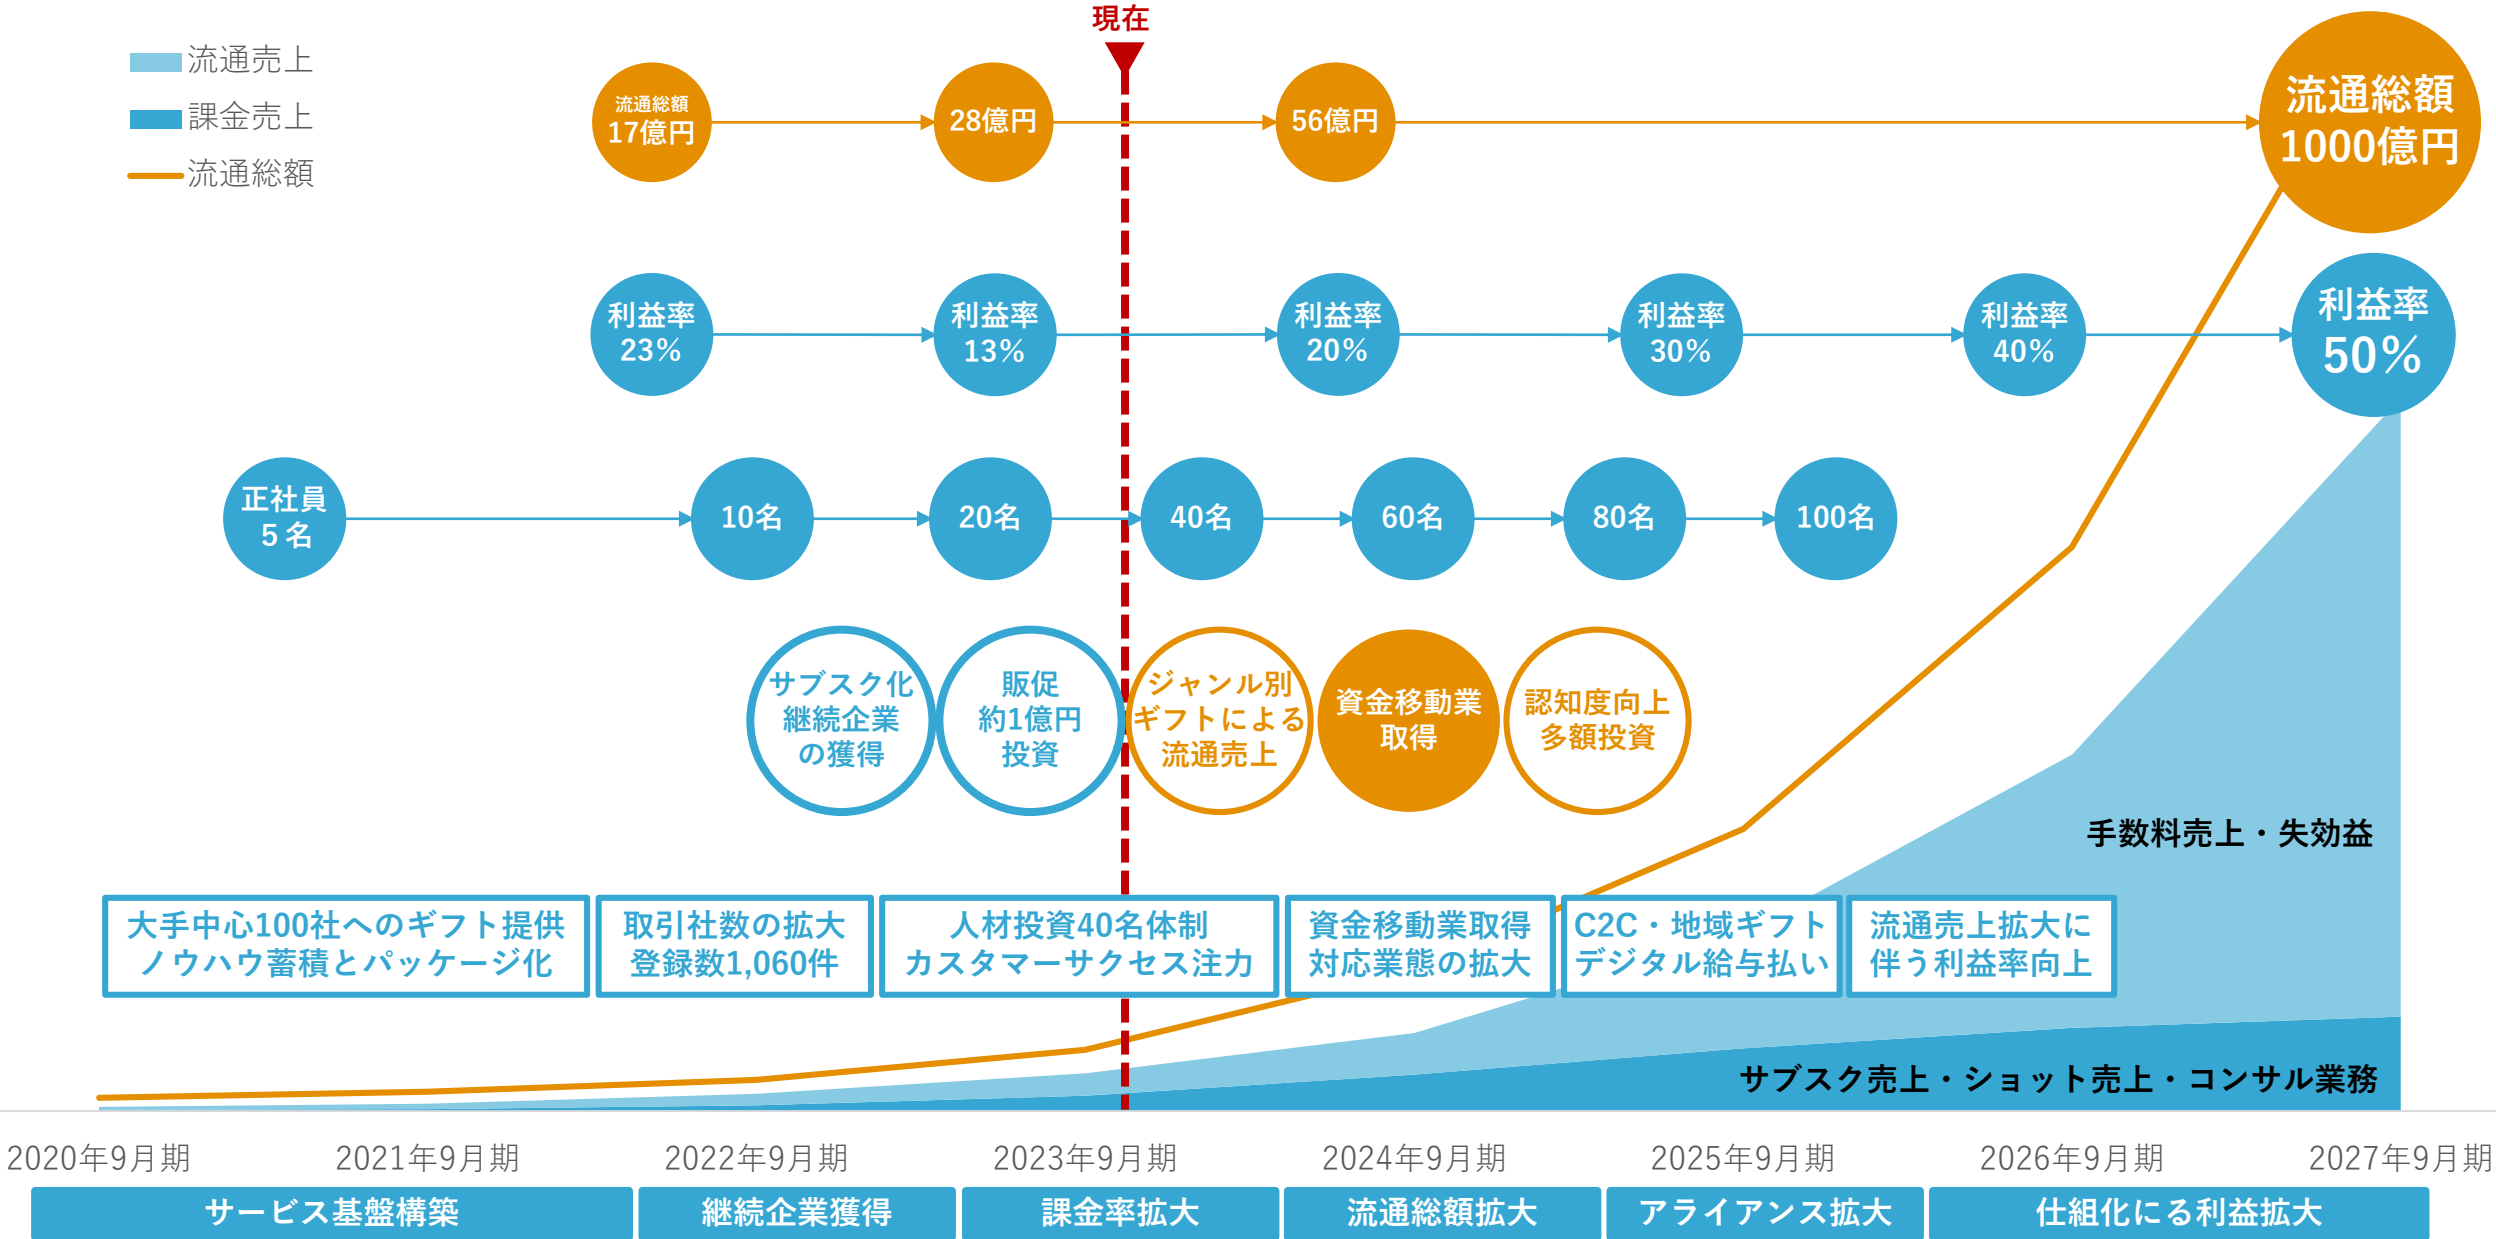 現在
流通売上
課金売上
流通総額
流通総額
17億円
28億円
56億円
流通総額
1000億円
利益率
23％
利益率
13％
利益率
20％
利益率
30％
利益率
40％
利益率
50％
正社員
５名
10名
20名
40名
60名
80名
100名
サブスク化
継続企業
の獲得
販促
約1億円
投資
ジャンル別
ギフトによる
流通売上
資金移動業
取得
認知度向上
多額投資
手数料売上・失効益
大手中心100社へのギフト提供
ノウハウ蓄積とパッケージ化
取引社数の拡大
登録数1,060件
人材投資40名体制
カスタマーサクセス注力
資金移動業取得
対応業態の拡大
C2C・地域ギフト
デジタル給与払い
流通売上拡大に
伴う利益率向上
サブスク売上・ショット売上・コンサル業務
2020年9月期
2021年9月期
2022年9月期
2023年9月期
2024年9月期
2025年9月期
2026年9月期
2027年9月期
サービス基盤構築
継続企業獲得
課金率拡大
流通総額拡大
アライアンス拡大
仕組化にる利益拡大